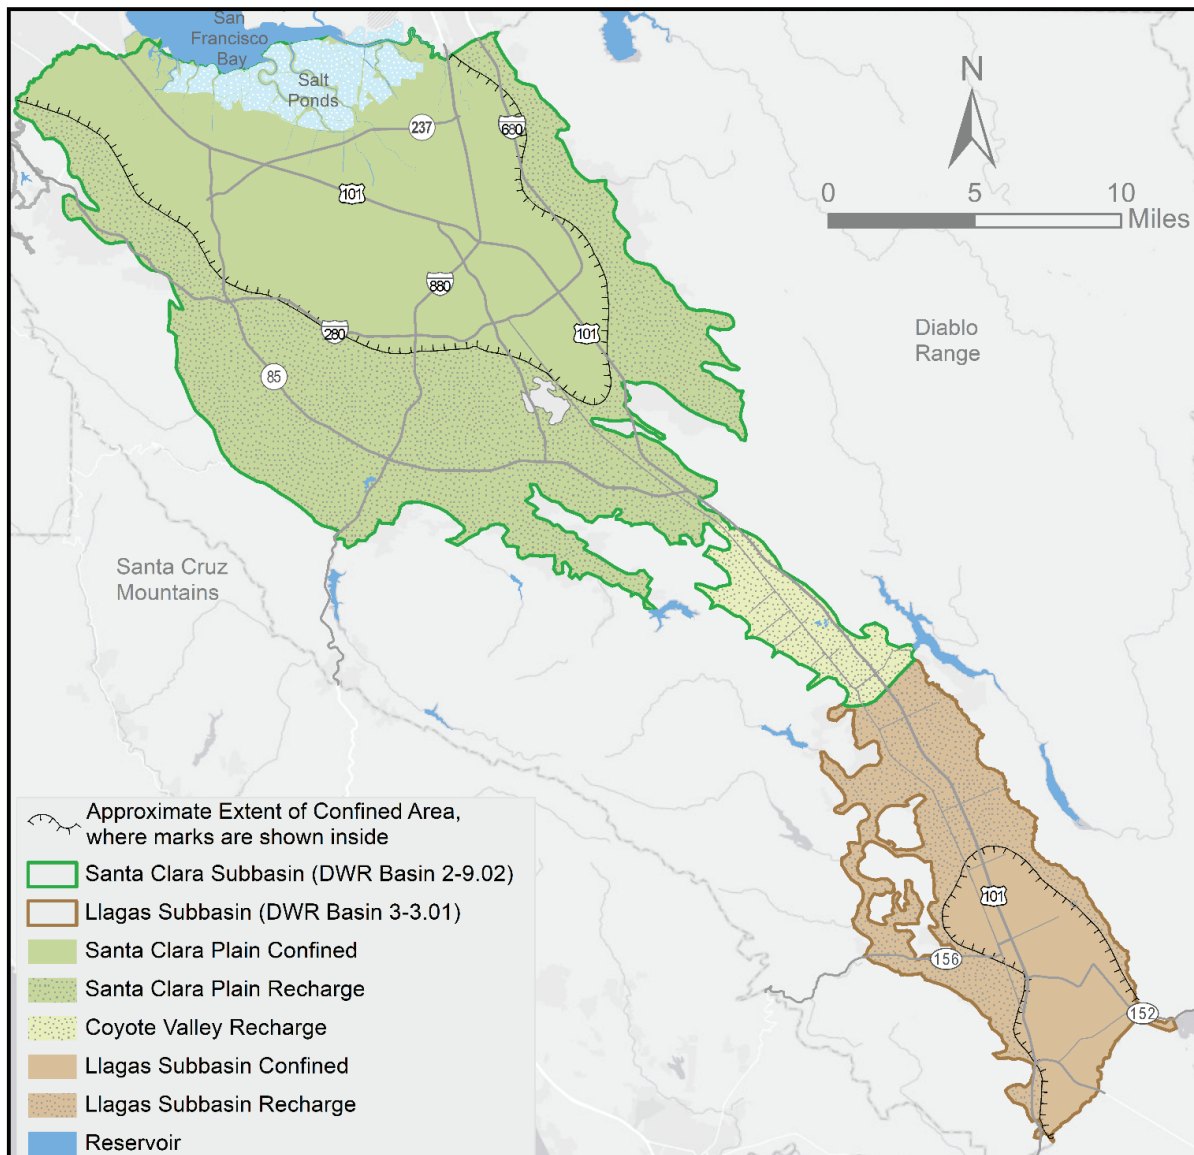 San
Francisco
Bay
Salt
Ponds
N
237
680
0 5 10
Miles
101
880
280
101
85
Diablo
Range
Santa Cruz
Mountains
101
156
152
Approximate Extent of Confined Area,
where marks are shown inside
Santa Clara Subbasin (DWR Basin 2-9.02)
Llagas Subbasin (DWR Basin 3-3.01)
Santa Clara Plain Confined
Santa Clara Plain Recharge
Coyote Valley Recharge
Llagas Subbasin Confined
Llagas Subbasin Recharge
Reservoir